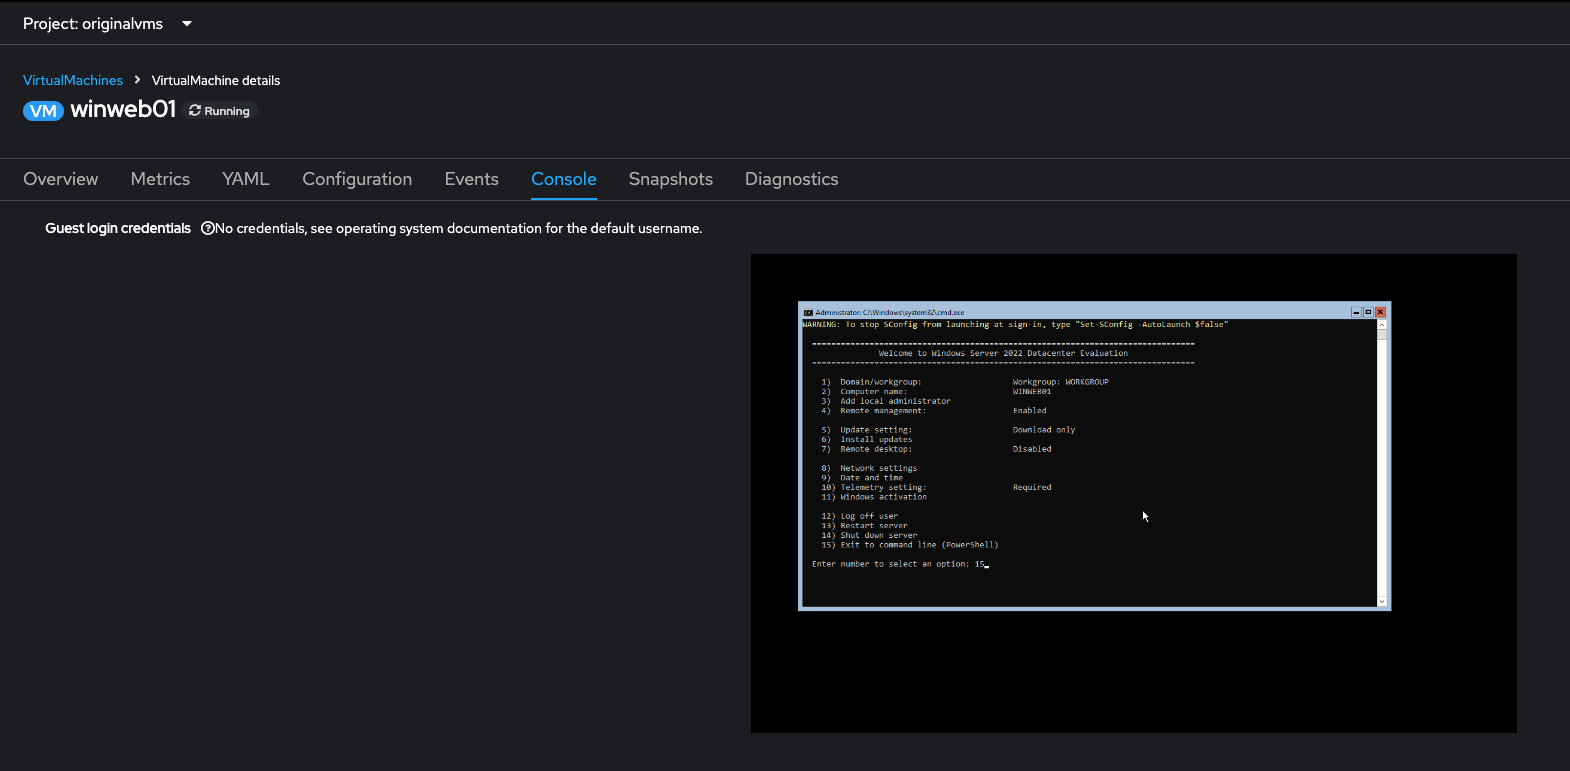 Project: originalvms
VirtualMachines > VirtualMachine details
VM winweb01 Running
Overview Metrics YAML Configuration Events Console Snapshots Diagnostics
Guest login credentials ?No credentials, see operating system documentation for the default username.
Administrator: C:\Windows\system32\cmd.exe
WARNING: To stop SConfig from launching at sign-in, type "Set-SConfig -AutoLaunch $false"
================================================================================
Welcome to Windows Server 2022 Datacenter Evaluation
================================================================================
1) Domain/workgroup: Workgroup: WORKGROUP
2) Computer name: WINWEB01
3) Add local administrator
4) Remote management: Enabled
5) Update setting: Download only
6) Install updates
7) Remote desktop: Disabled
8) Network settings
9) Date and time
10) Telemetry setting: Required
11) Windows activation
12) Log off user
13) Restart server
14) Shut down server
15) Exit to command line (PowerShell)
Enter number to select an option: 15_